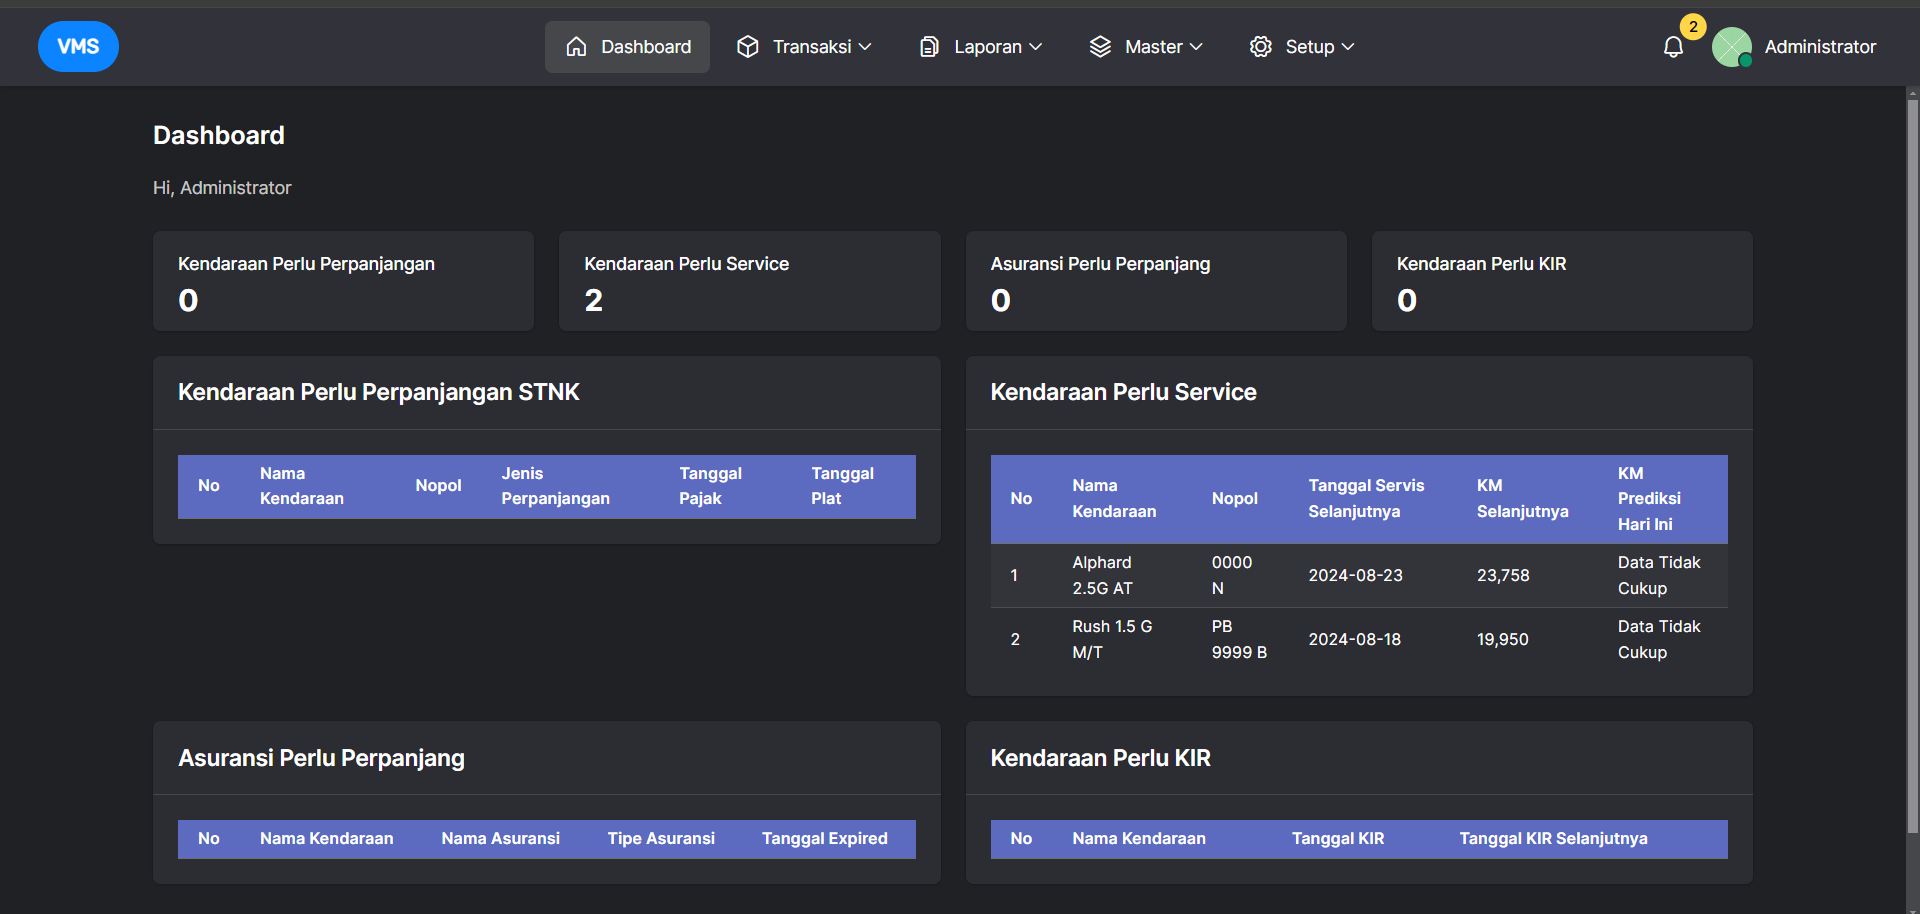 VMS
Dashboard
Transaksi
Laporan
Master
Setup
2
Administrator
Dashboard
Hi, Administrator
Kendaraan Perlu Perpanjangan
0
Kendaraan Perlu Service
2
Asuransi Perlu Perpanjang
0
Kendaraan Perlu KIR
0
Kendaraan Perlu Perpanjangan STNK
No
Nama
Kendaraan
Nopol
Jenis
Perpanjangan
Tanggal
Pajak
Tanggal
Plat
Kendaraan Perlu Service
No
Nama
Kendaraan
Nopol
Tanggal Servis
Selanjutnya
KM
Selanjutnya
KM
Prediksi
Hari Ini
1
Alphard
2.5G AT
0000
N
2024-08-23
23,758
Data Tidak
Cukup
2
Rush 1.5 G
M/T
PB
9999 B
2024-08-18
19,950
Data Tidak
Cukup
Asuransi Perlu Perpanjang
No
Nama Kendaraan
Nama Asuransi
Tipe Asuransi
Tanggal Expired
Kendaraan Perlu KIR
No
Nama Kendaraan
Tanggal KIR
Tanggal KIR Selanjutnya